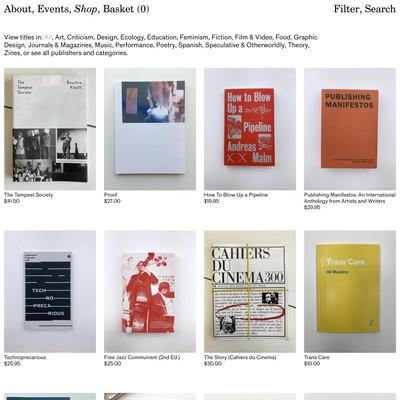 About, Events, Shop, Basket (0)
Filter, Search
View titles in: All, Art, Criticism, Design, Ecology, Education, Feminism, Fiction, Film & Video, Food, Graphic
Design, Journals & Magazines, Music, Performance, Poetry, Spanish, Speculative & Otherworldly, Theory,
Zines, or see all publishers and categories.
The
Tempest
Society
Bouchra
Khalili
How to Blow
Up a
Pipeline
Andreas
Malm
PUBLISHING
MANIFESTOS
The Tempest Society
$41.50
Proof
$27.00
How To Blow Up a Pipeline
$19.95
Publishing Manifestos: An International
Anthology from Artists and Writers
$29.95
TECH
NO
PRECA
RIOUS
CAHIERS
DU
CINEMA 300
Trans Care
Hil Malatino
Technoprecarious
$25.95
Free Jazz Communism (2nd Ed.)
$25.00
The Story (Cahiers du Cinema)
$30.00
Trans Care
$10.00